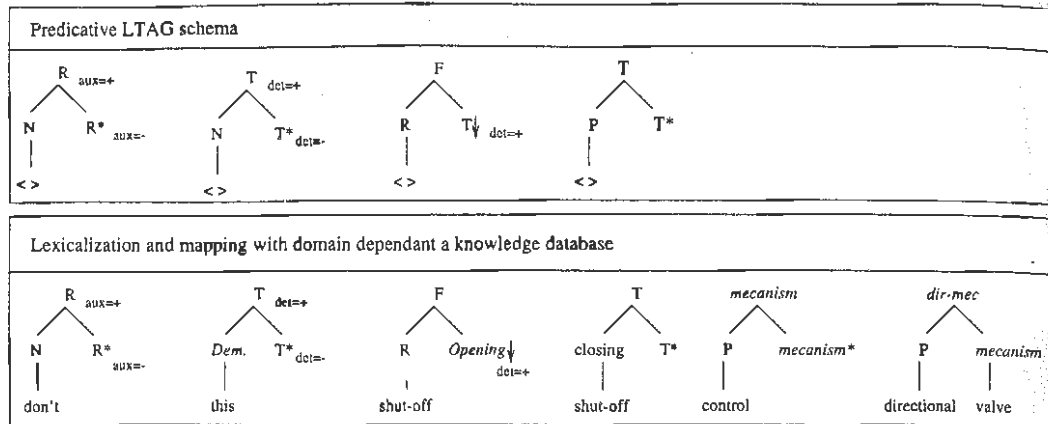 Predicative LTAG schema
R aux=+ T det=+ F T
N R* aux=- N T* det=- R T↓ det=+ P T*
<> <> <> <>
Lexicalization and mapping with domain dependant a knowledge database
R aux=+ T det=+ F T mecanism dir-mec
N R* aux=- Dem. T* det=- R Opening↓ det=+ closing T* P mecanism* P mecanism
don't this shut-off shut-off control directional valve